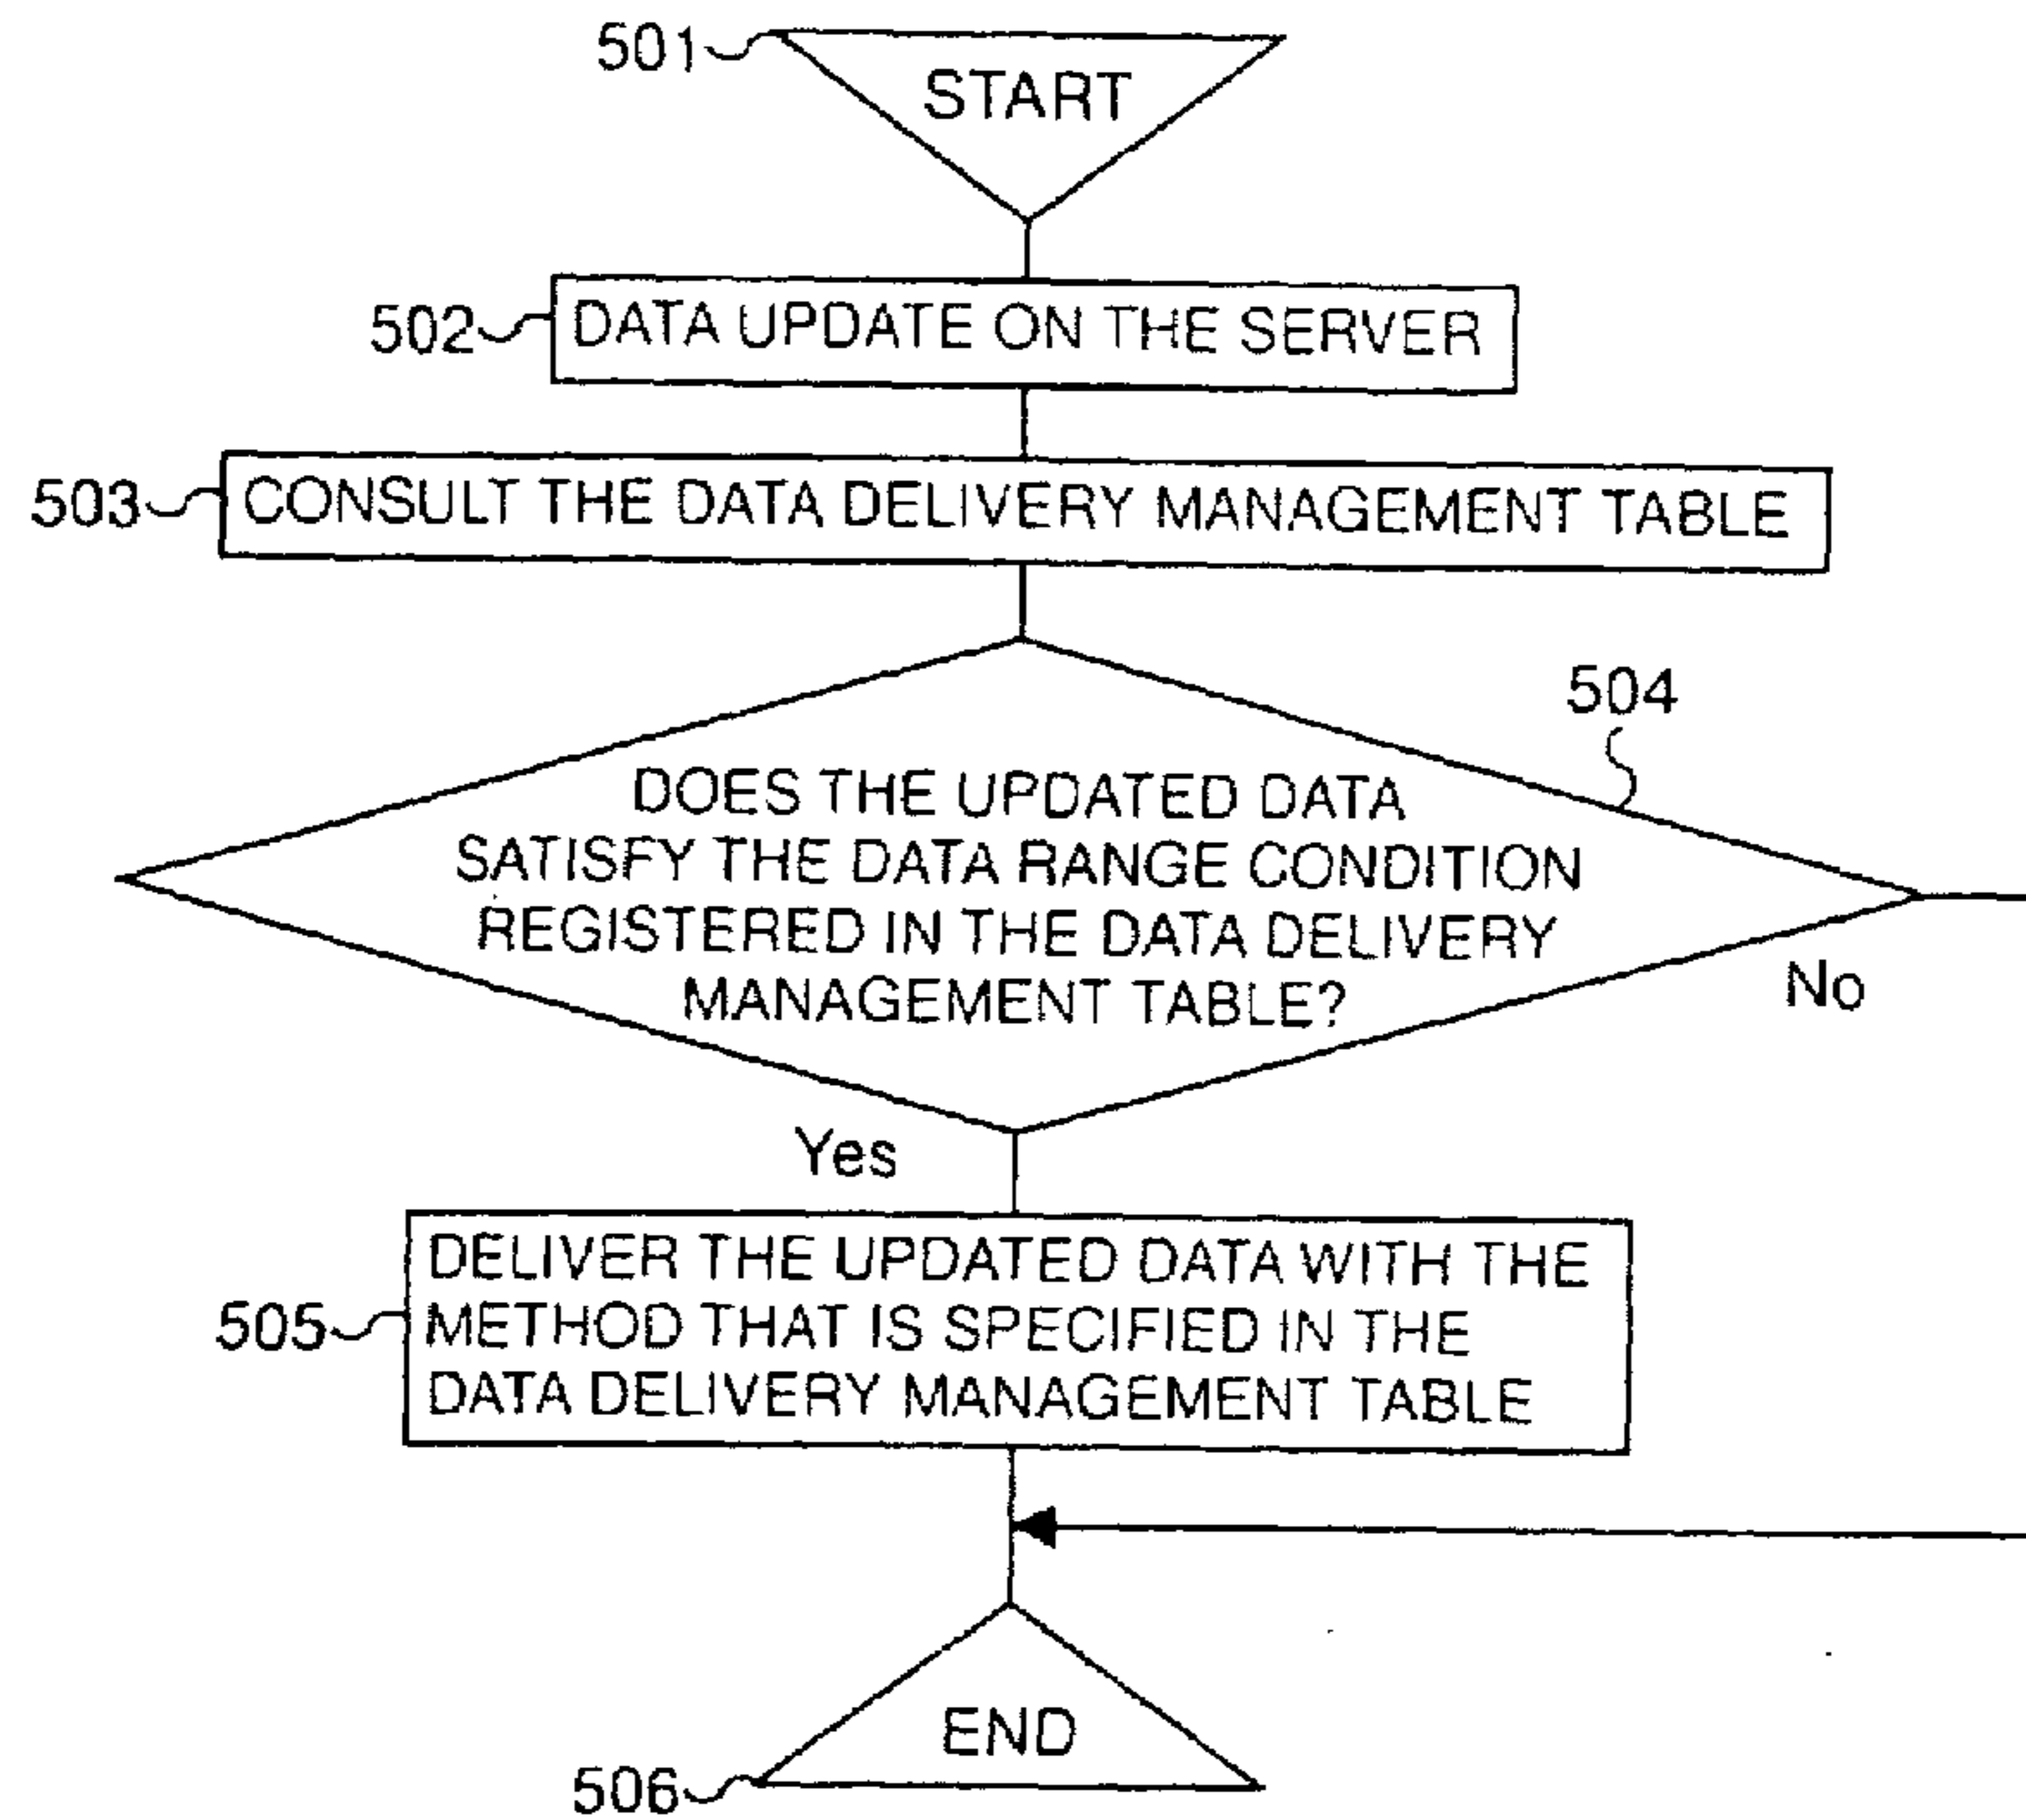 501
START
502
DATA UPDATE ON THE SERVER
503
CONSULT THE DATA DELIVERY MANAGEMENT TABLE
504
DOES THE UPDATED DATA
SATISFY THE DATA RANGE CONDITION
REGISTERED IN THE DATA DELIVERY
MANAGEMENT TABLE?
No
Yes
505
DELIVER THE UPDATED DATA WITH THE
METHOD THAT IS SPECIFIED IN THE
DATA DELIVERY MANAGEMENT TABLE
END
506